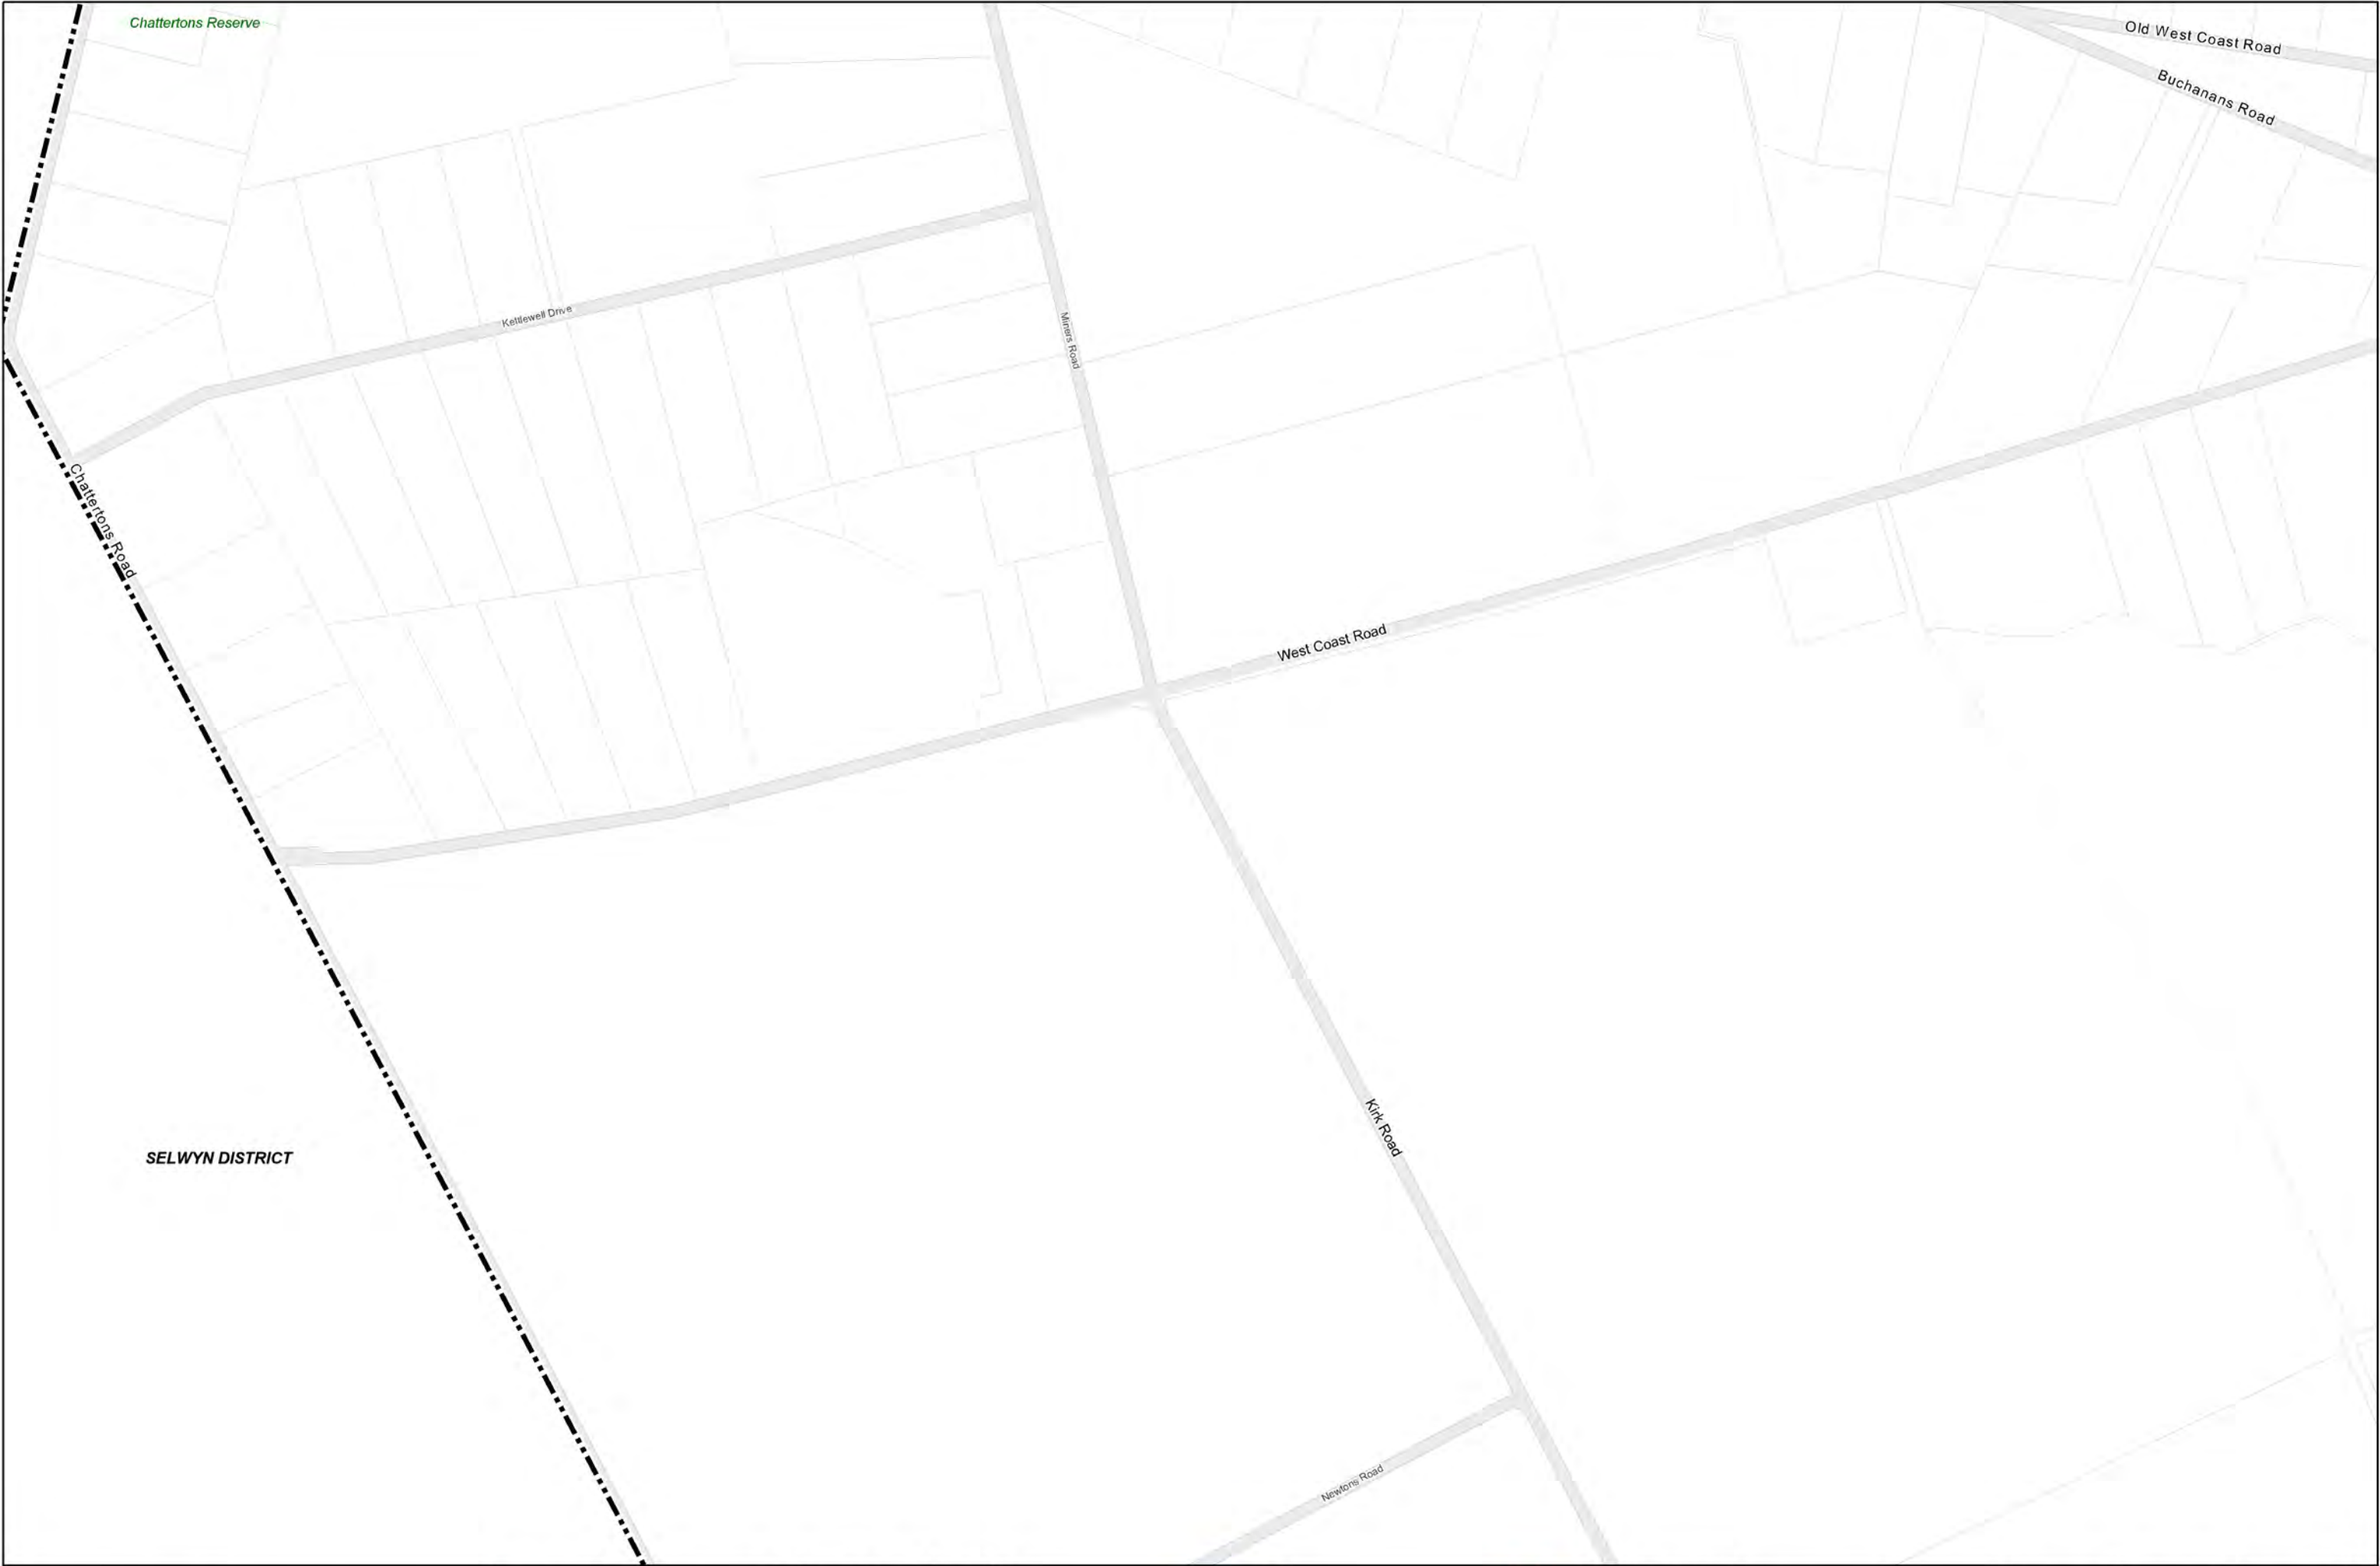 Chattertons Reserve
Old West Coast Road
Buchanans Road
Kettlewell Drive
Miners Road
Chattertons Road
West Coast Road
Kirk Road
SELWYN DISTRICT
Newtons Road